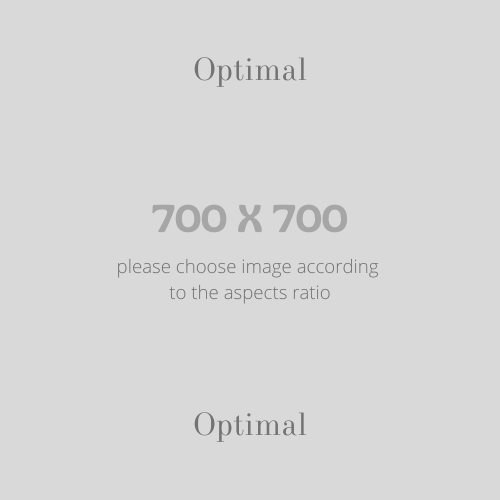 Optimal
700 X 700
please choose image according
to the aspects ratio
Optimal